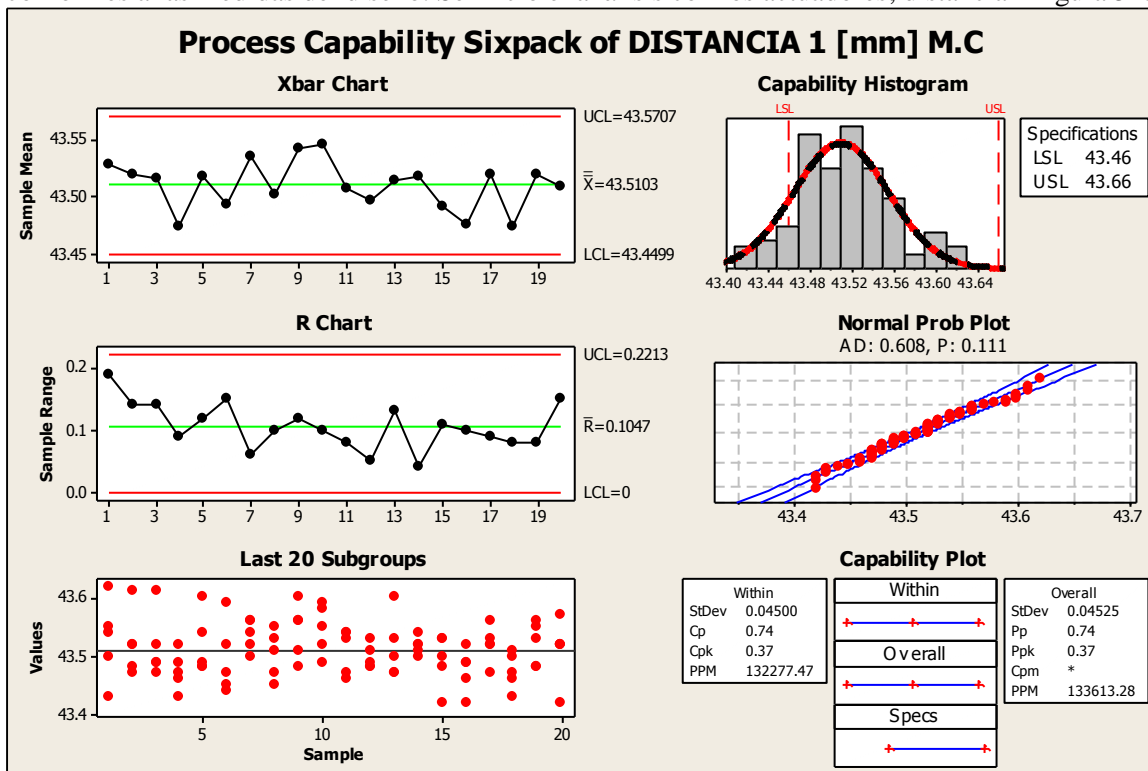 Process Capability Sixpack of DISTANCIA 1 [mm] M.C
Xbar Chart
Sample Mean
43.55
43.50
43.45
1 3 5 7 9 11 13 15 17 19
UCL=43.5707
X=43.5103
LCL=43.4499
Capability Histogram
LSL USL
43.40 43.44 43.48 43.52 43.56 43.60 43.64
Specifications
LSL 43.46
USL 43.66
R Chart
Sample Range
0.2
0.1
0.0
1 3 5 7 9 11 13 15 17 19
UCL=0.2213
R=0.1047
LCL=0
Normal Prob Plot
AD: 0.608, P: 0.111
43.4 43.5 43.6 43.7
Last 20 Subgroups
Values
43.6
43.5
43.4
5 10 15 20
Sample
Capability Plot
Within
StDev 0.04500
Cp 0.74
Cpk 0.37
PPM 132277.47
Within
Overall
Specs
Overall
StDev 0.04525
Pp 0.74
Ppk 0.37
Cpm *
PPM 133613.28